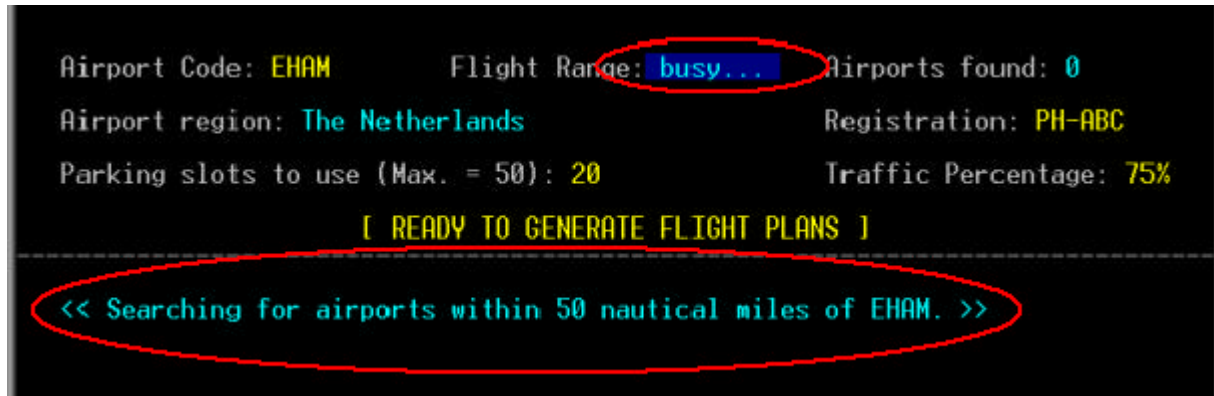 Airport Code: EHAM Flight Range: busy... Airports found: 0
Airport region: The Netherlands Registration: PH-ABC
Parking slots to use (Max. = 50): 20 Traffic Percentage: 75%
[ READY TO GENERATE FLIGHT PLANS ]
<< Searching for airports within 50 nautical miles of EHAM. >>